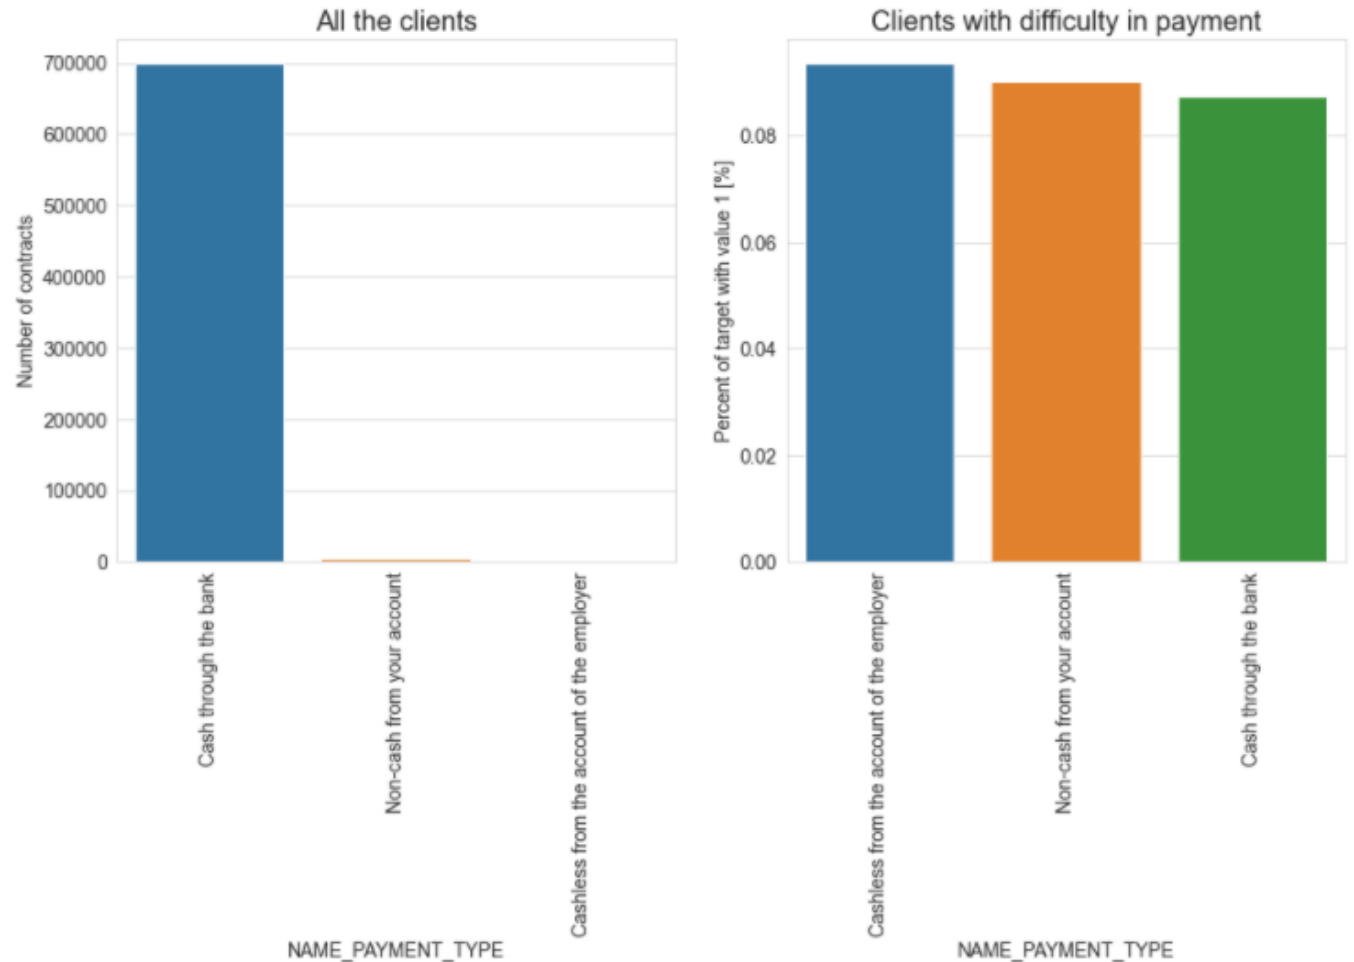 All the clients
Number of contracts
700000
600000
500000
400000
300000
200000
100000
0
Cash through the bank
Non-cash from your account
Cashless from the account of the employer
NAME_PAYMENT_TYPE
Clients with difficulty in payment
Percent of target with value 1 [%]
0.08
0.06
0.04
0.02
0.00
Cashless from the account of the employer
Non-cash from your account
Cash through the bank
NAME_PAYMENT_TYPE